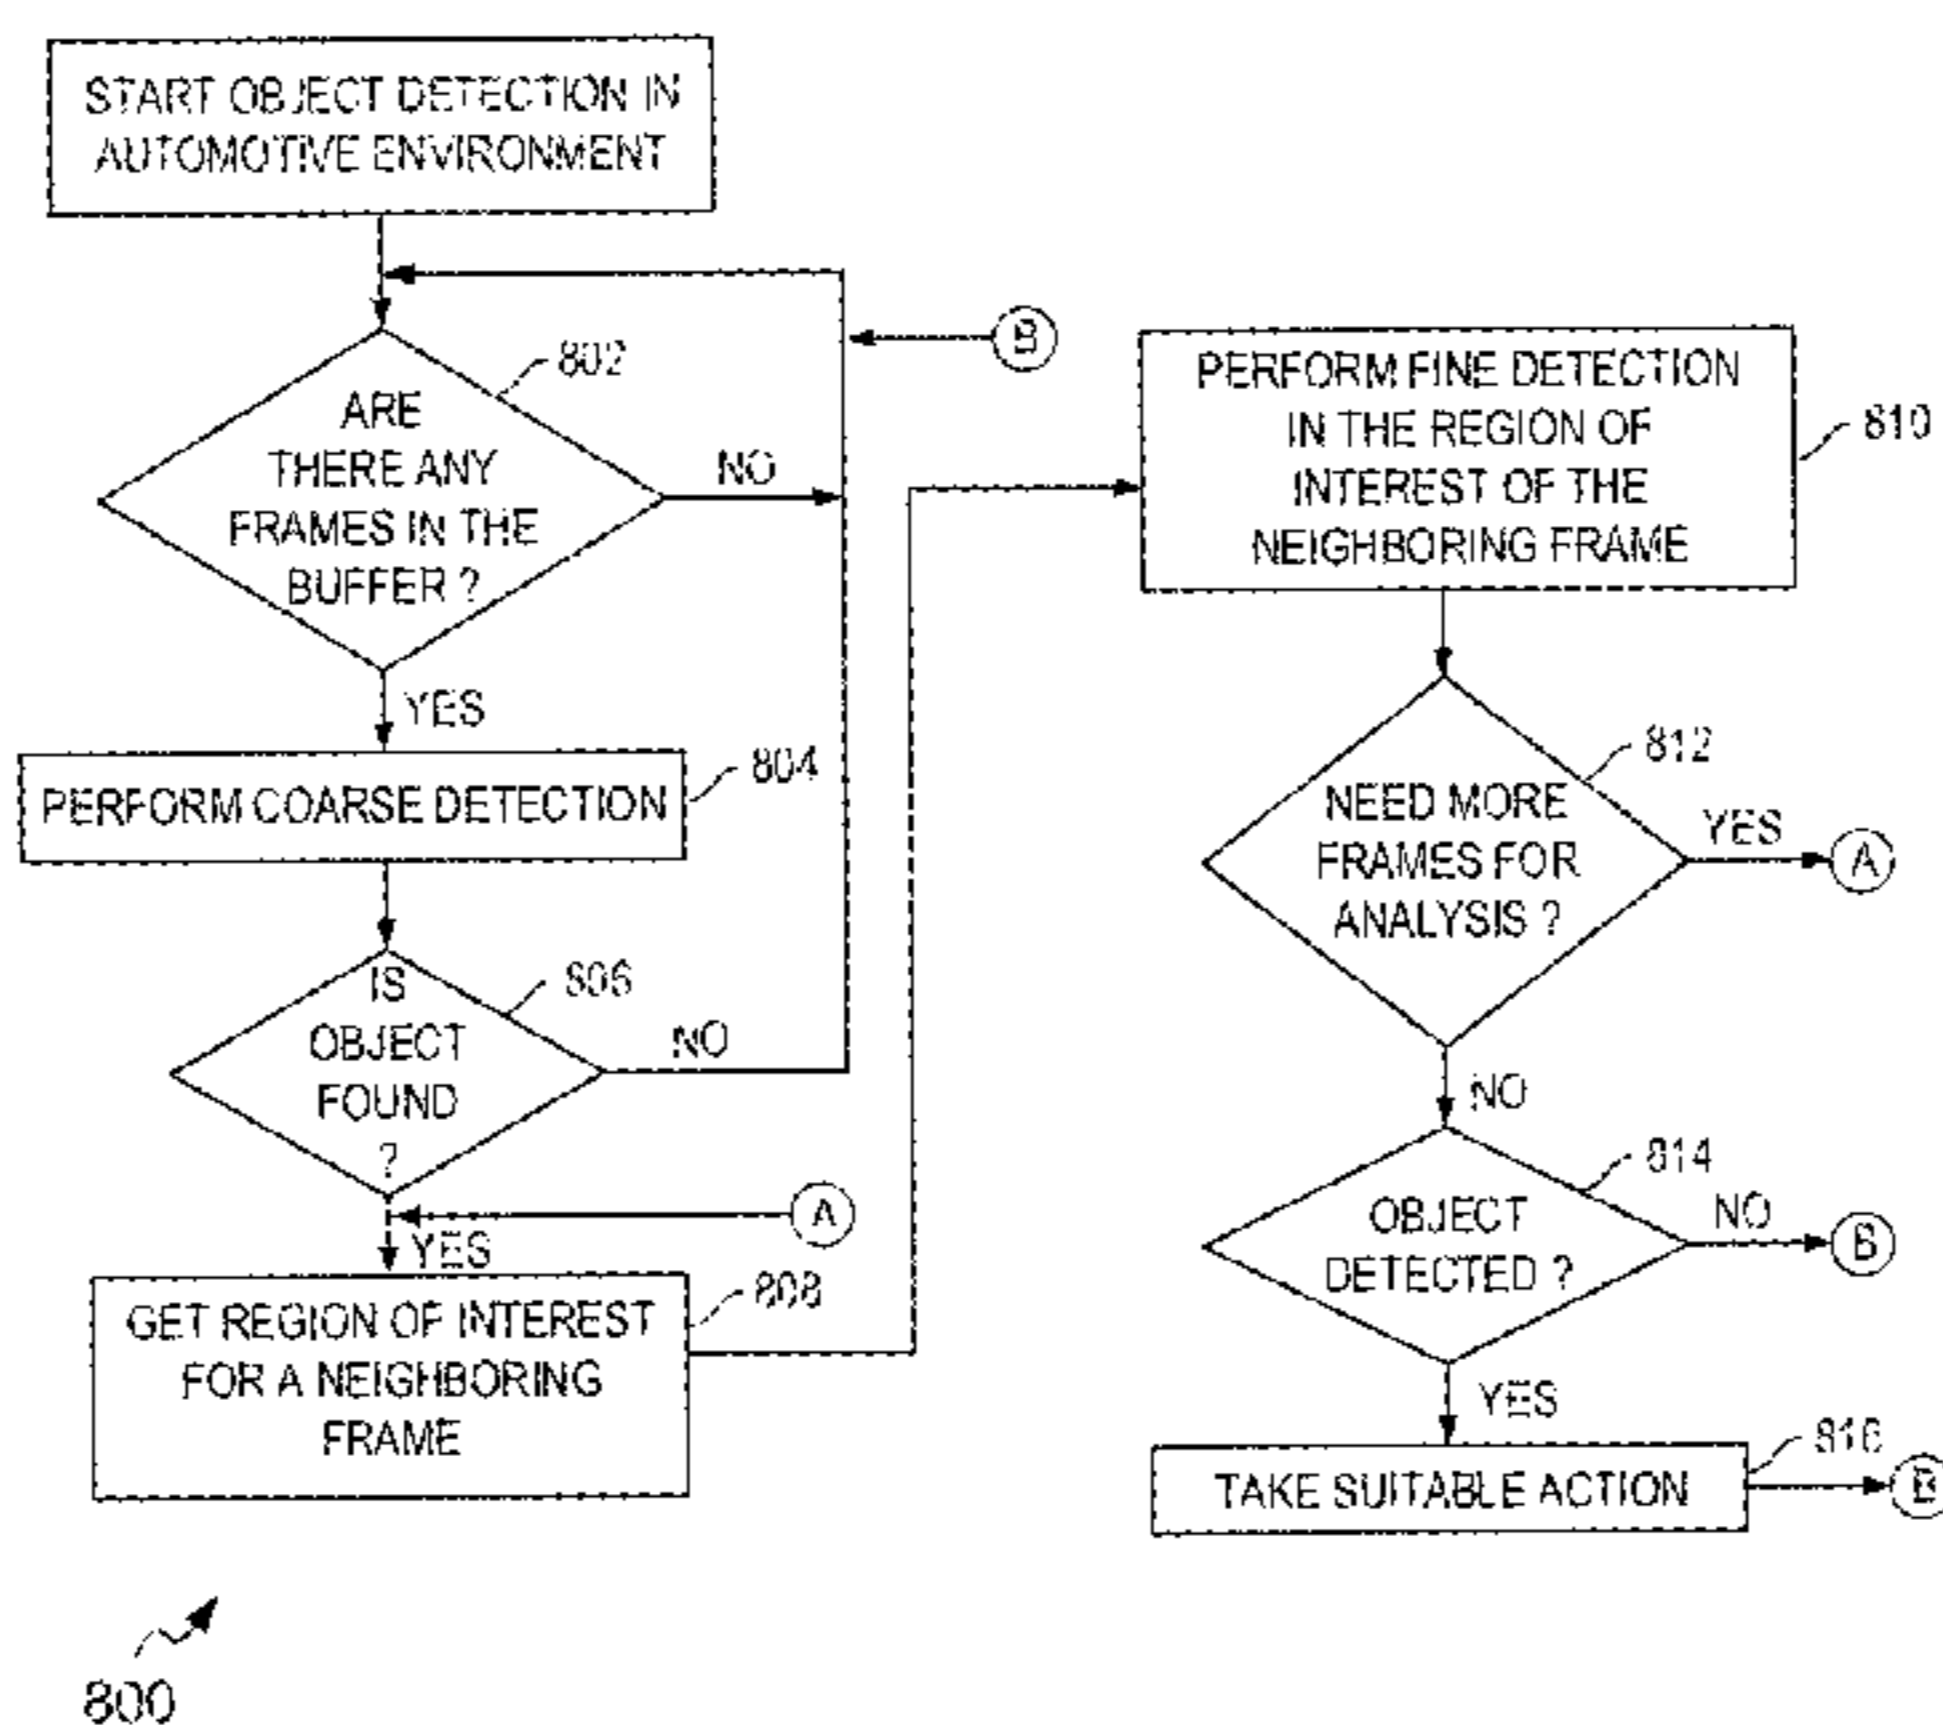 START OBJECT DETECTION IN
AUTOMOTIVE ENVIRONMENT
802
ARE
THERE ANY
FRAMES IN THE
BUFFER ?
NO
B
YES
PERFORM COARSE DETECTION
804
IS
OBJECT
FOUND
?
806
NO
A
YES
GET REGION OF INTEREST
FOR A NEIGHBORING
FRAME
808
PERFORM FINE DETECTION
IN THE REGION OF
INTEREST OF THE
NEIGHBORING FRAME
810
812
NEED MORE
FRAMES FOR
ANALYSIS ?
YES
A
NO
814
OBJECT
DETECTED ?
NO
B
YES
TAKE SUITABLE ACTION
816
B
800